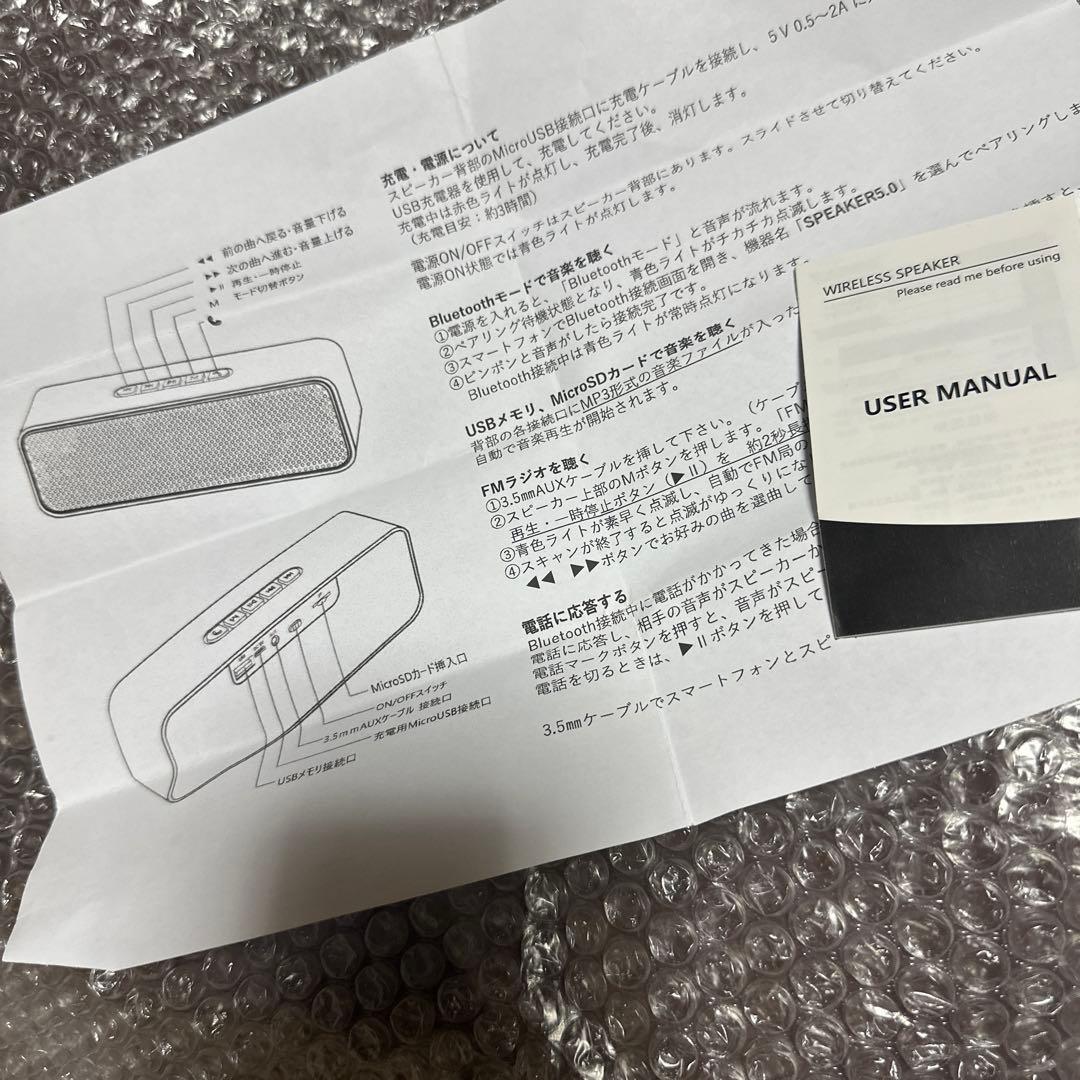 充電・電源について
スピーカー背部のMicroUSB接続口に充電ケーブルを接続し、5V 0.5～2A に
USB充電器を使用して、充電してください。
充電中は赤色ライトが点灯し、充電完了後、消灯します。
(充電目安：約3時間)
電源ON/OFFスイッチはスピーカー背部にあります。スライドさせて切り替えてください。
電源ON状態では青色ライトが点灯します。
Bluetoothモードで音楽を聴く
①電源を入れると、「Bluetoothモード」と音声が流れます。
②ペアリング待機状態となり、青色ライトがチカチカ点滅します。
③スマートフォンでBluetooth接続画面を開き、機器名「SPEAKER5.0」を選んでペアリングしま
④ピンポンと音声がしたら接続完了です。
Bluetooth接続中は青色ライトが常時点灯になります。
USBメモリ、MicroSDカードで音楽を聴く
背部の各接続口にMP3形式の音楽ファイルが入った
挿すと、
自動で音楽再生が開始されます。
FMラジオを聴く
①3.5mmAUXケーブルを挿して下さい。（ケーブ
②スピーカー上部のMボタンを押します。「FM
再生・一時停止ボタン（▶II）を 約2秒長
③青色ライトが素早く点滅し、自動でFM局の
④スキャンが終了すると点滅がゆっくりにな
◀◀ ▶▶ボタンでお好みの曲を選曲して
電話に応答する
Bluetooth接続中に電話がかかってきた場合
電話に応答し、相手の音声がスピーカーか
電話マークボタンを押すと、音声がスピー
電話を切るときは、▶IIボタンを押して
3.5mmケーブルでスマートフォンとスピ
◀◀ 前の曲へ戻る・音量下げる
▶▶ 次の曲へ進む・音量上げる
▶II 再生・一時停止
M モード切替ボタン
MicroSDカード挿入口
ON/OFFスイッチ
3.5mmAUXケーブル 接続口
充電用MicroUSB接続口
USBメモリ接続口
WIRELESS SPEAKER
Please read me before using
USER MANUAL